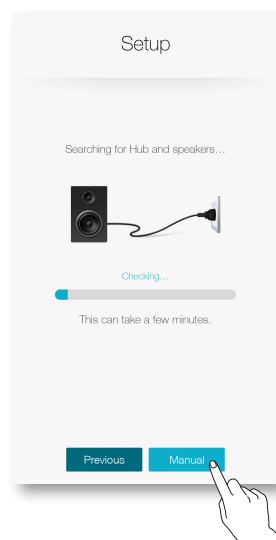 Setup
Searching for Hub and speakers…
Checking…
This can take a few minutes.
Previous Manual